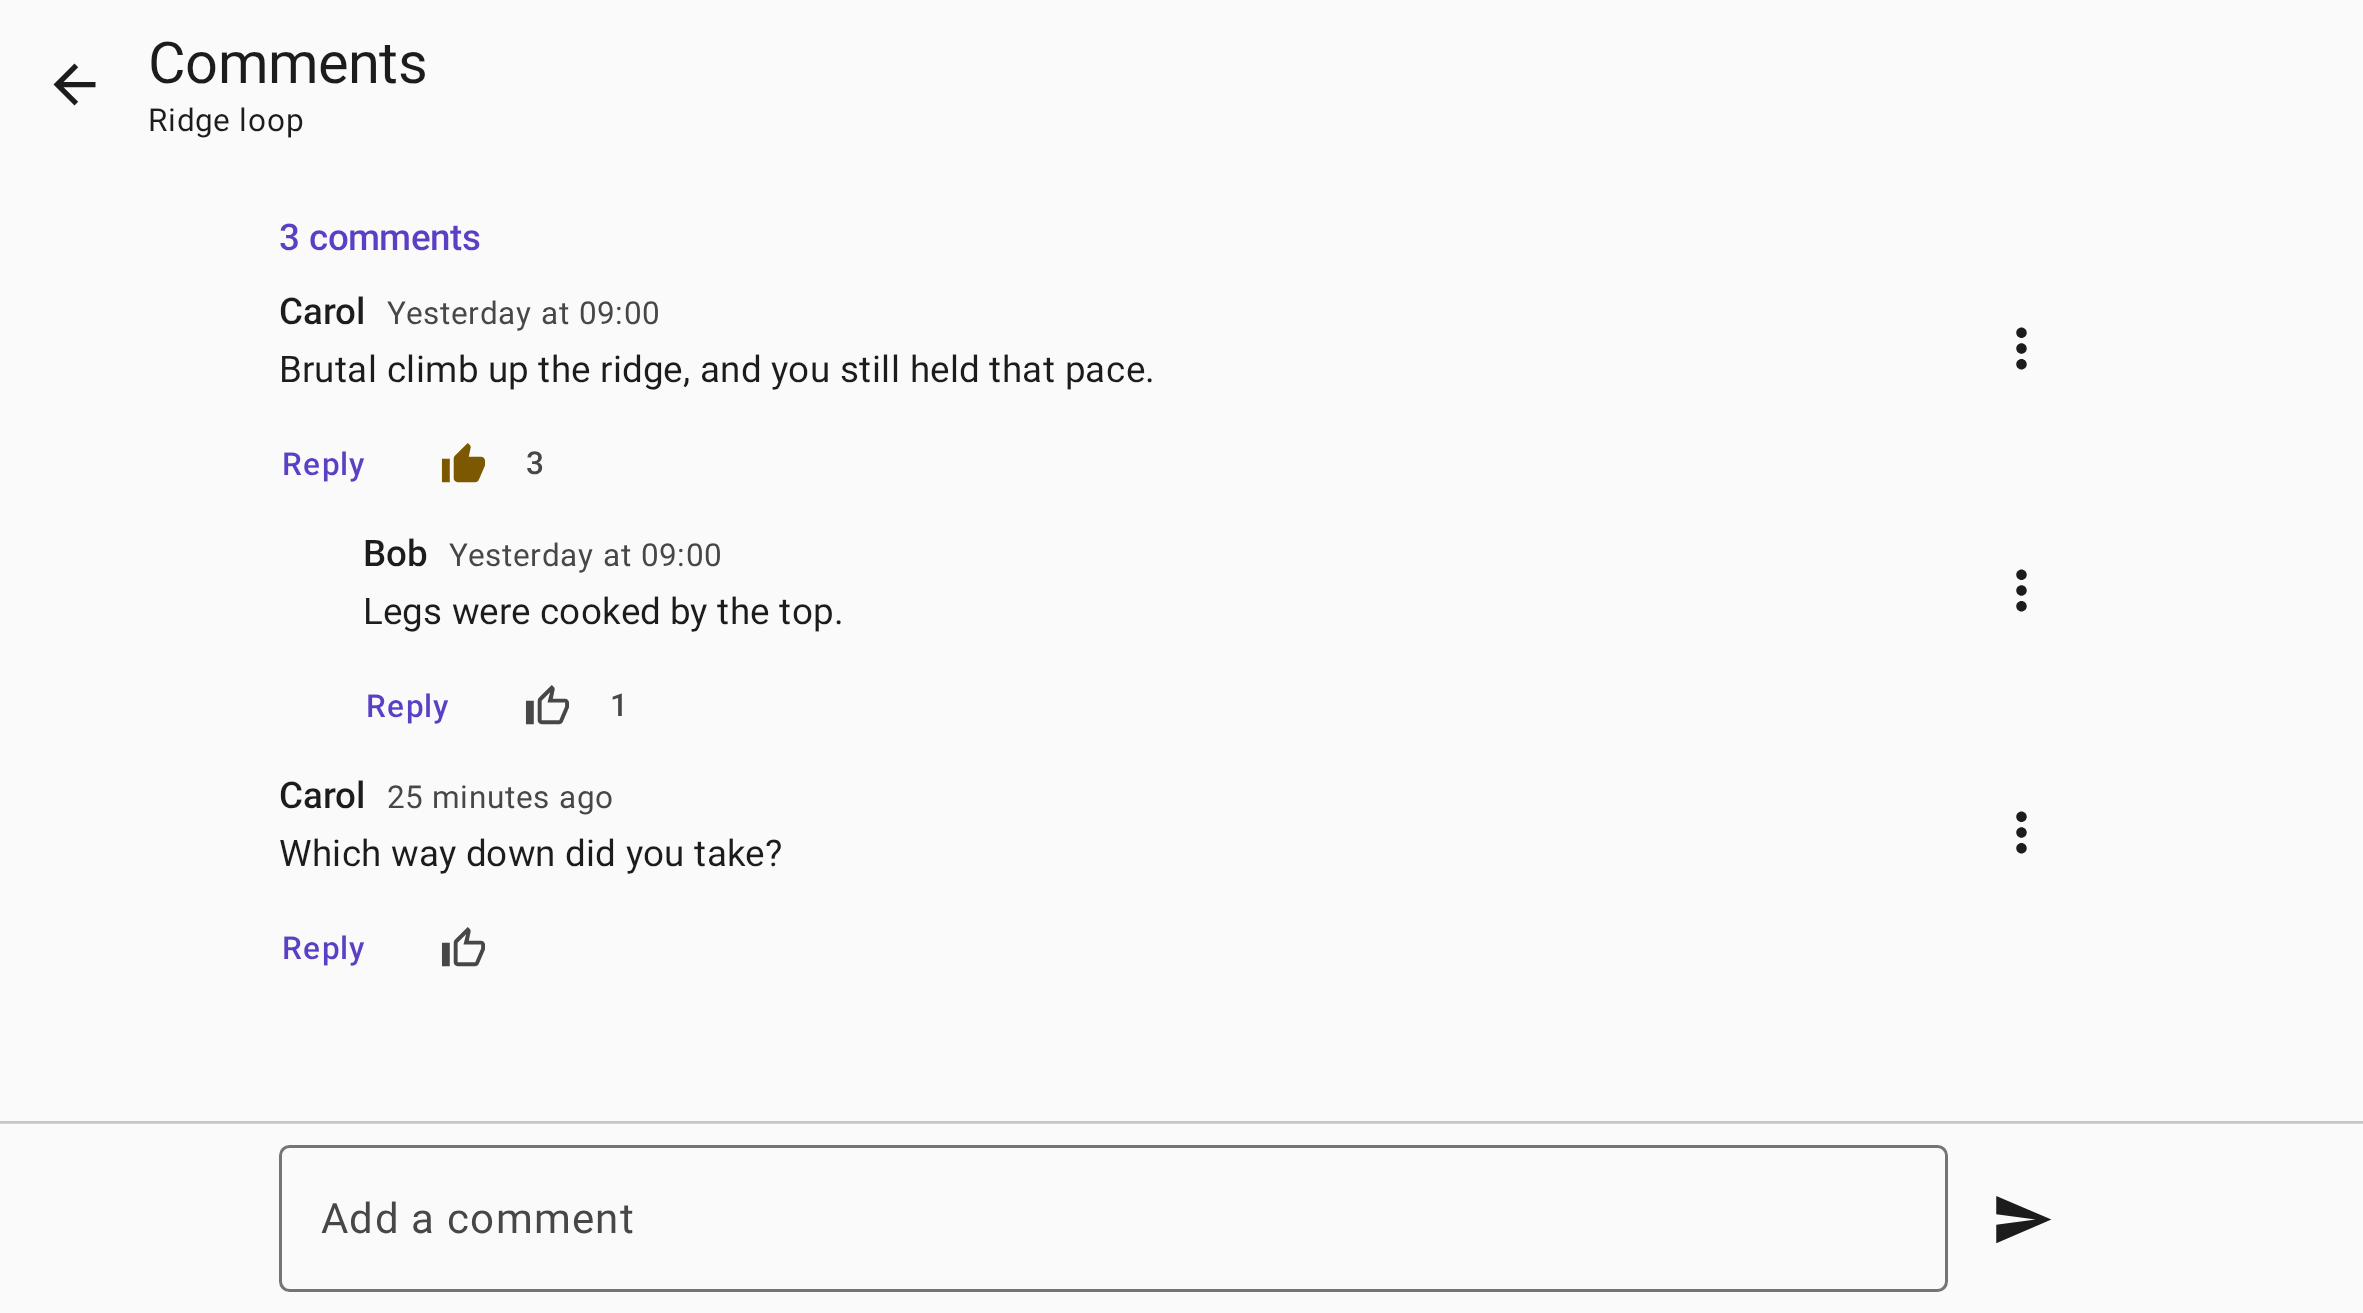 Comments
Ridge loop
3 comments
Carol Yesterday at 09:00
Brutal climb up the ridge, and you still held that pace.
Reply 3
Bob Yesterday at 09:00
Legs were cooked by the top.
Reply 1
Carol 25 minutes ago
Which way down did you take?
Reply
Add a comment